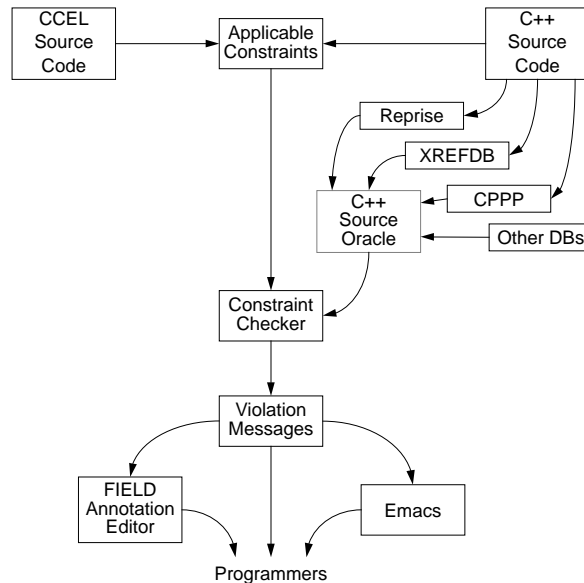 CCEL
Source
Code
Applicable
Constraints
C++
Source
Code
Reprise
XREFDB
CPPP
C++
Source
Oracle
Other DBs
Constraint
Checker
Violation
Messages
FIELD
Annotation
Editor
Emacs
Programmers